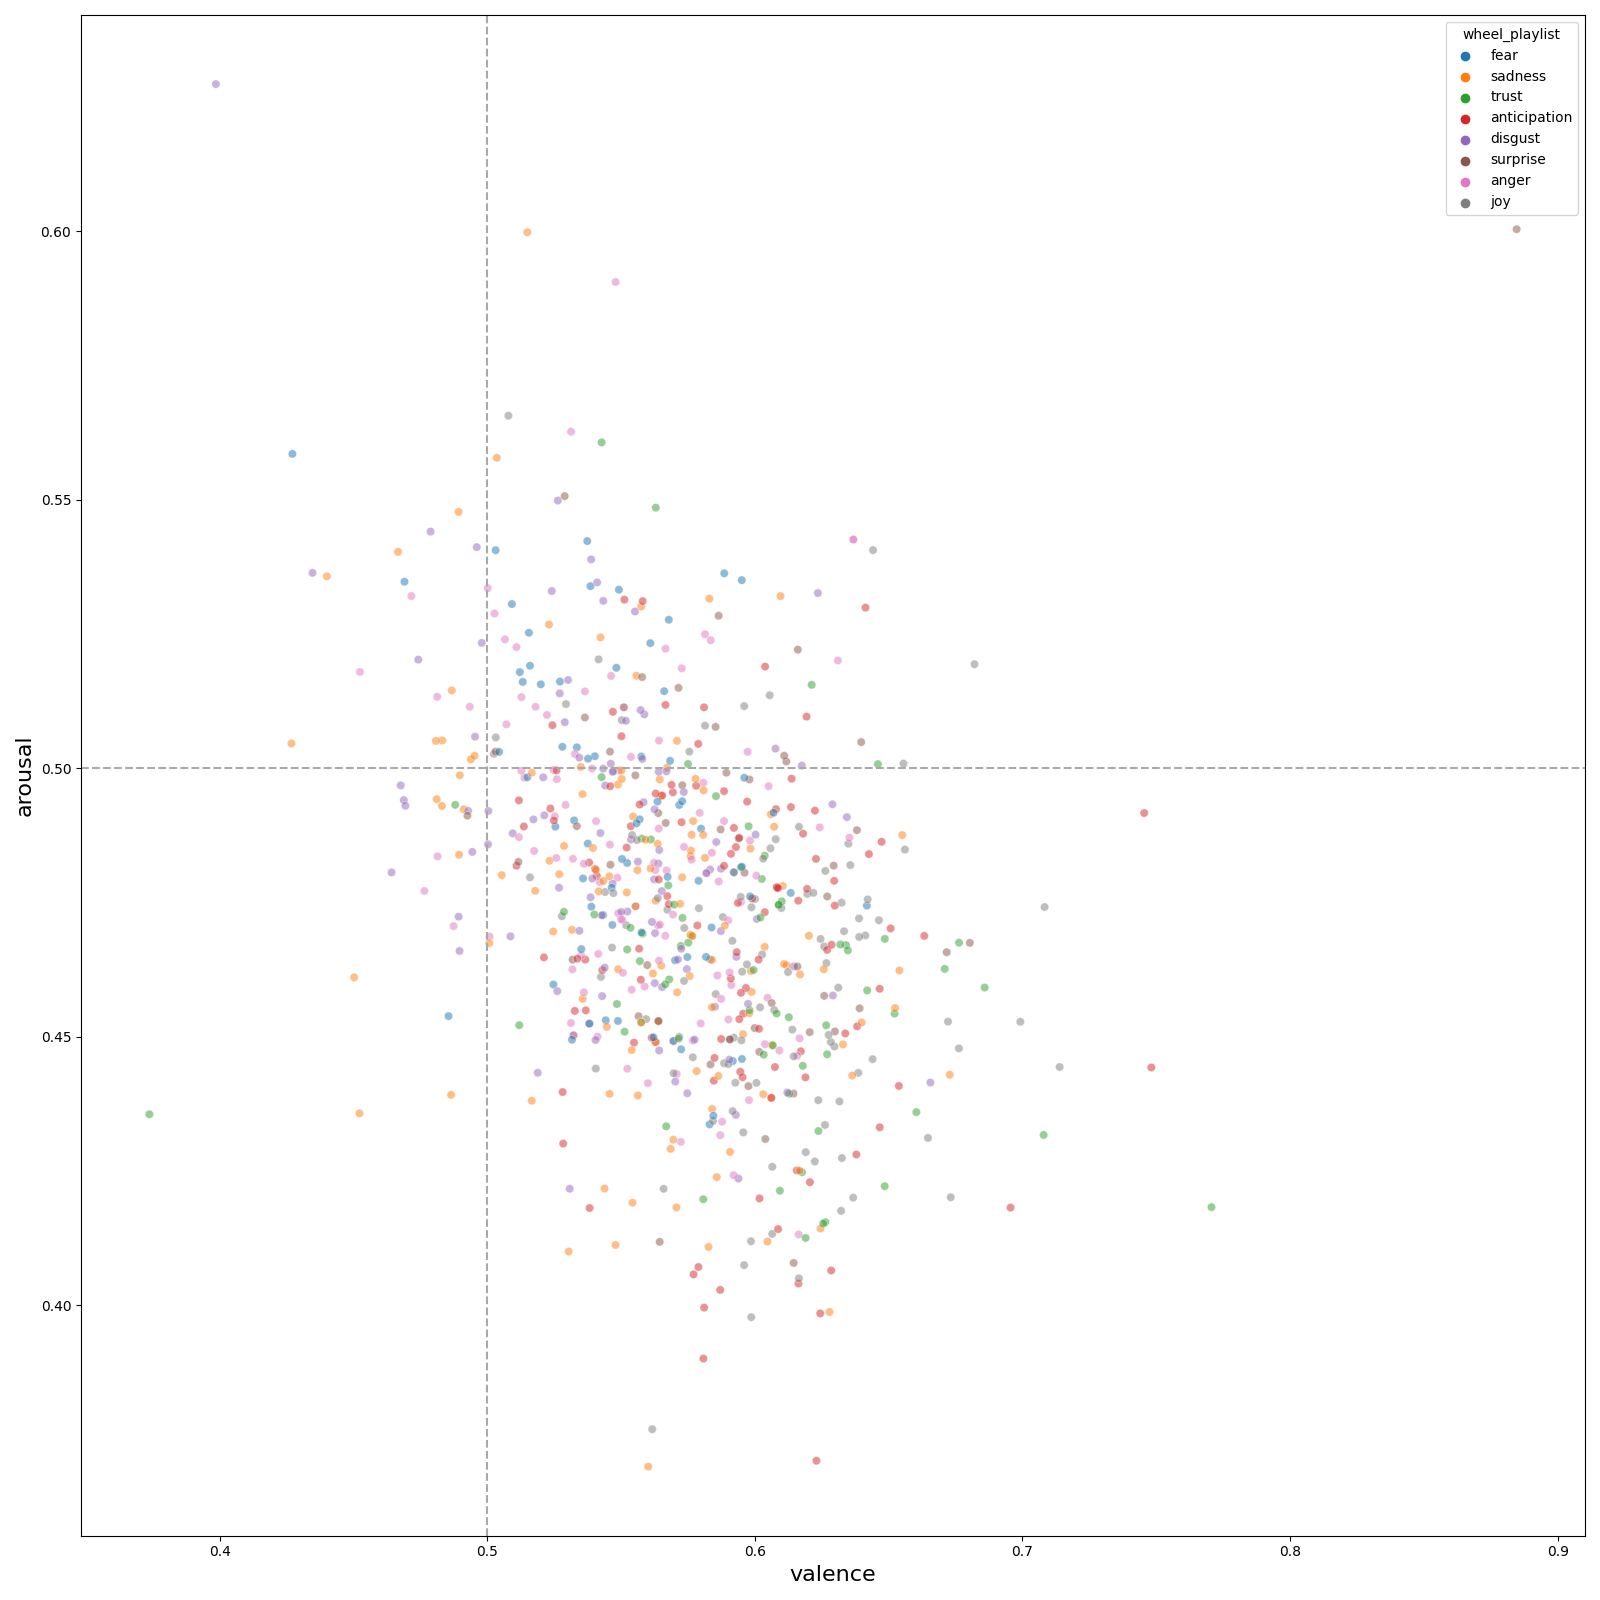 wheel_playlist
fear
sadness
trust
anticipation
disgust
surprise
anger
joy
0.60
0.55
0.50
0.45
0.40
arousal
0.4 0.5 0.6 0.7 0.8 0.9
valence